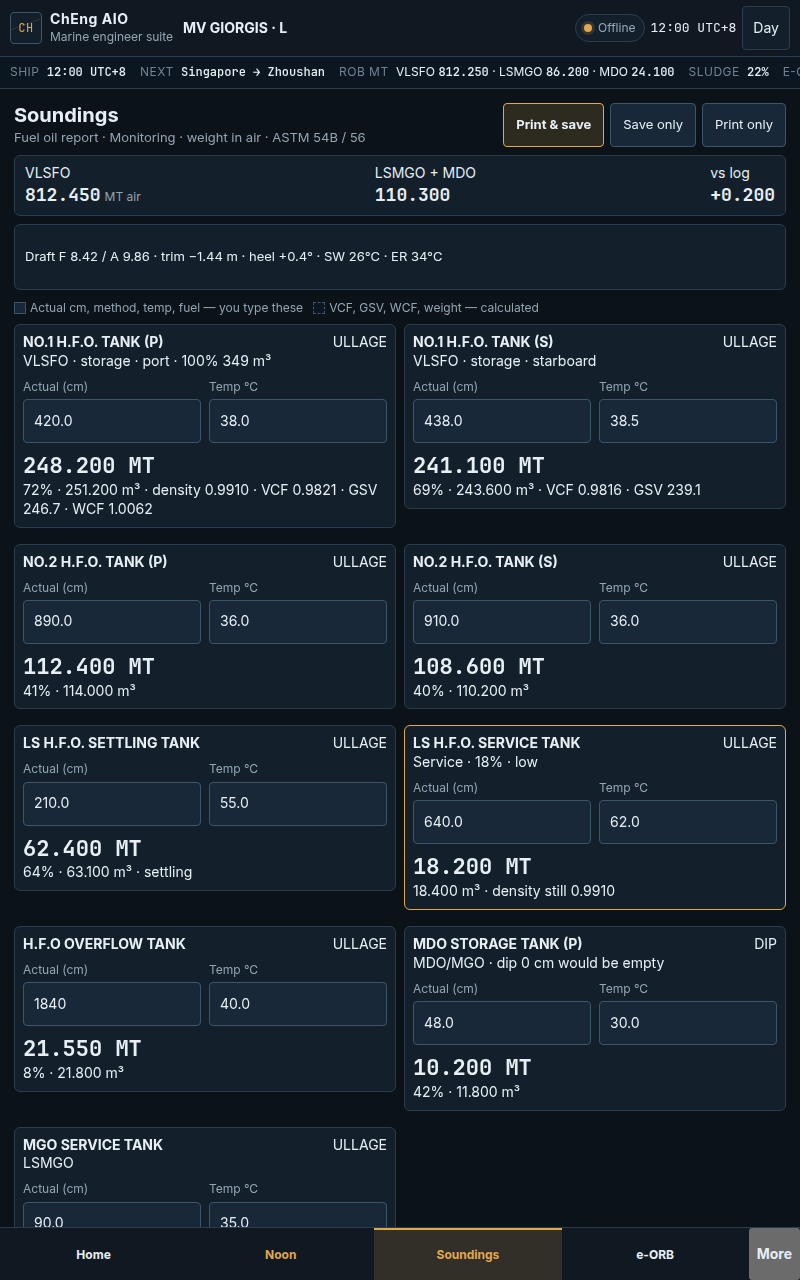 CH
ChEng AIO
Marine engineer suite
MV GIORGIS · L
Offline
12:00 UTC+8
Day
SHIP 12:00 UTC+8 NEXT Singapore → Zhoushan ROB MT VLSFO 812.250 · LSMGO 86.200 · MDO 24.100 SLUDGE 22%
Soundings
Fuel oil report · Monitoring · weight in air · ASTM 54B / 56
Print & save
Save only
Print only
VLSFO
812.450 MT air
LSMGO + MDO
110.300
vs log
+0.200
Draft F 8.42 / A 9.86 · trim −1.44 m · heel +0.4° · SW 26°C · ER 34°C
Actual cm, method, temp, fuel — you type these
VCF, GSV, WCF, weight — calculated
NO.1 H.F.O. TANK (P) ULLAGE
VLSFO · storage · port · 100% 349 m³
Actual (cm) Temp °C
420.0 38.0
248.200 MT
72% · 251.200 m³ · density 0.9910 · VCF 0.9821 · GSV
246.7 · WCF 1.0062
NO.1 H.F.O. TANK (S) ULLAGE
VLSFO · storage · starboard
Actual (cm) Temp °C
438.0 38.5
241.100 MT
69% · 243.600 m³ · VCF 0.9816 · GSV 239.1
NO.2 H.F.O. TANK (P) ULLAGE
Actual (cm) Temp °C
890.0 36.0
112.400 MT
41% · 114.000 m³
NO.2 H.F.O. TANK (S) ULLAGE
Actual (cm) Temp °C
910.0 36.0
108.600 MT
40% · 110.200 m³
LS H.F.O. SETTLING TANK ULLAGE
Actual (cm) Temp °C
210.0 55.0
62.400 MT
64% · 63.100 m³ · settling
LS H.F.O. SERVICE TANK ULLAGE
Service · 18% · low
Actual (cm) Temp °C
640.0 62.0
18.200 MT
18.400 m³ · density still 0.9910
H.F.O OVERFLOW TANK ULLAGE
Actual (cm) Temp °C
1840 40.0
21.550 MT
8% · 21.800 m³
MDO STORAGE TANK (P) DIP
MDO/MGO · dip 0 cm would be empty
Actual (cm) Temp °C
48.0 30.0
10.200 MT
42% · 11.800 m³
MGO SERVICE TANK ULLAGE
LSMGO
Actual (cm) Temp °C
90.0 35.0
Home
Noon
Soundings
e-ORB
More